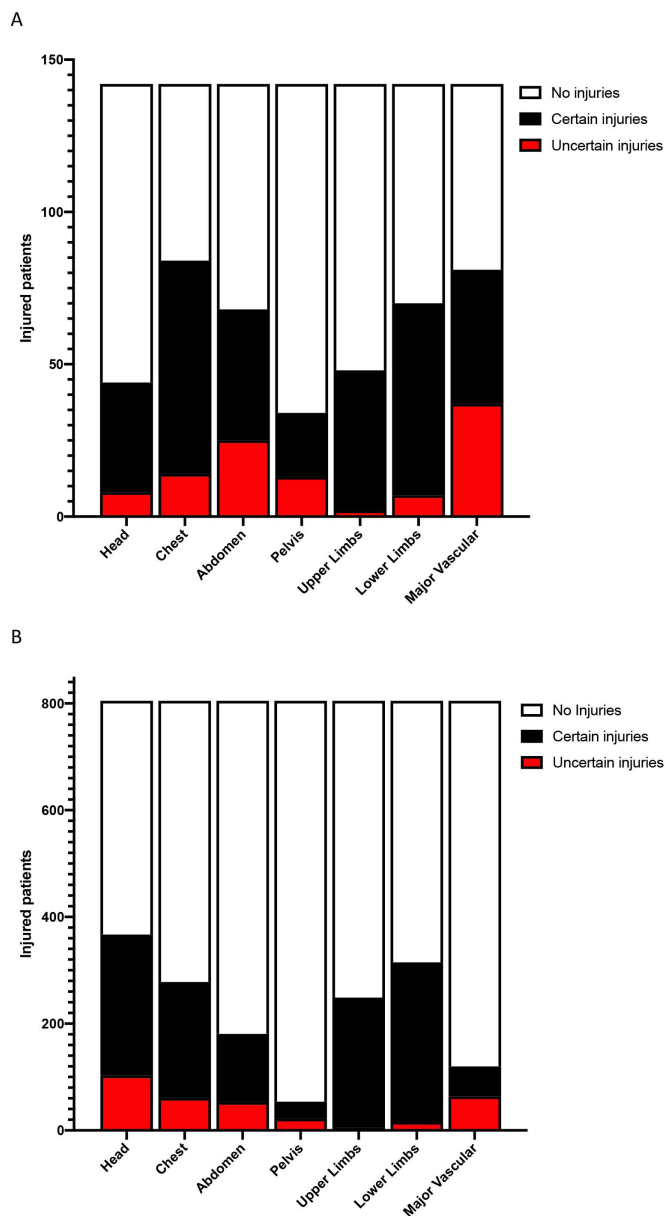 A
150
100
50
0
Injured patients
No injuries
Certain injuries
Uncertain injuries
Head
Chest
Abdomen
Pelvis
Upper Limbs
Lower Limbs
Major Vascular
B
800
600
400
200
0
Injured patients
No Injuries
Certain injuries
Uncertain injuries
Head
Chest
Abdomen
Pelvis
Upper Limbs
Lower Limbs
Major Vascular